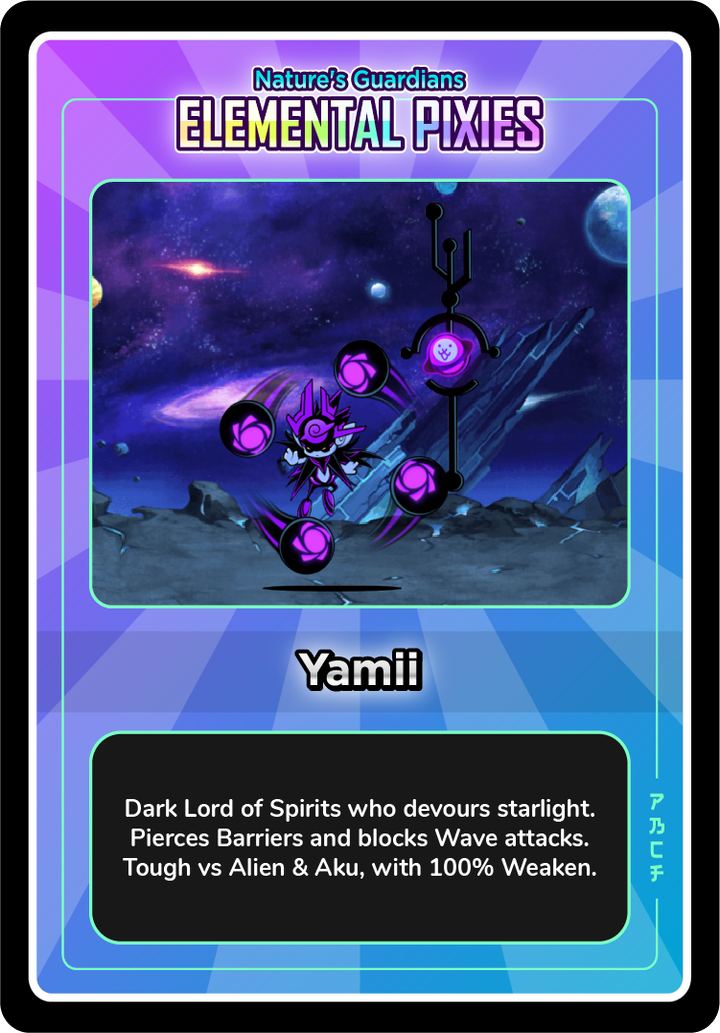 Nature's Guardians
ELEMENTAL PIXIES
Yamii
Dark Lord of Spirits who devours starlight.
Pierces Barriers and blocks Wave attacks.
Tough vs Alien & Aku, with 100% Weaken.